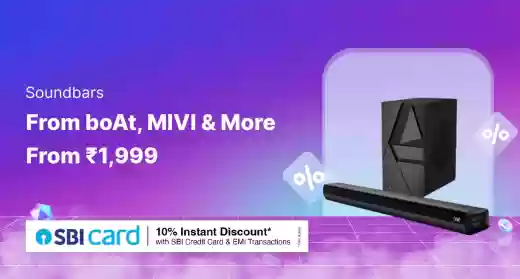 Soundbars
From boAt, MIVI & More
From ₹1,999
%
%
SBI card
10% Instant Discount*
with SBI Credit Card & EMI Transactions